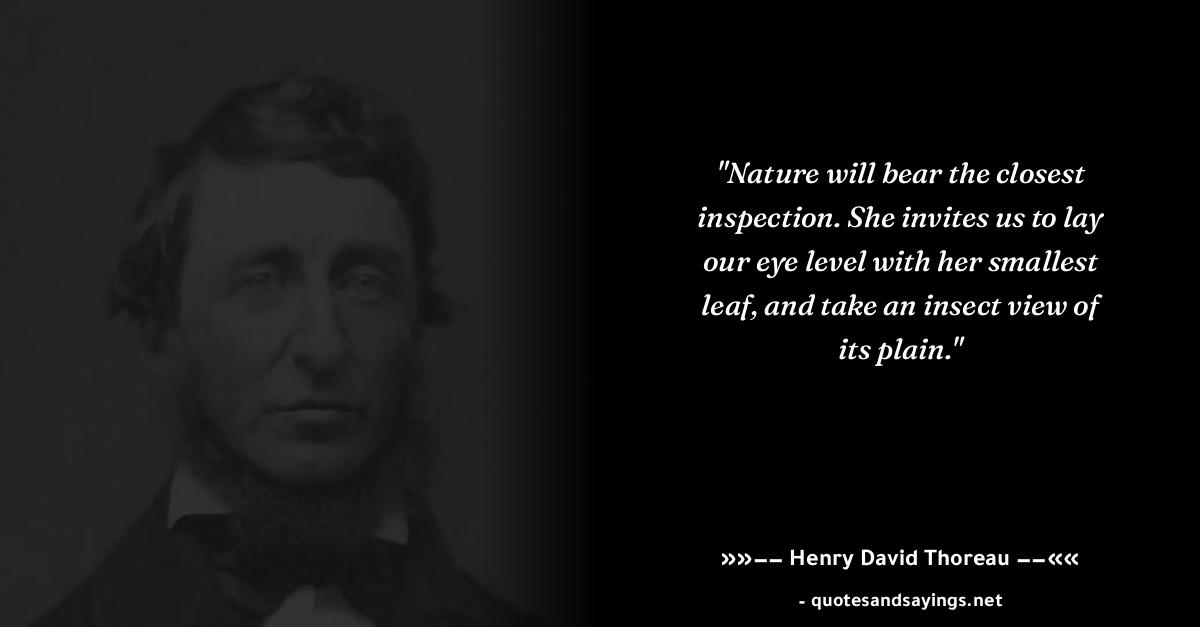 "Nature will bear the closest
inspection. She invites us to lay
our eye level with her smallest
leaf, and take an insect view of
its plain."
»»−− Henry David Thoreau −−««
- quotesandsayings.net